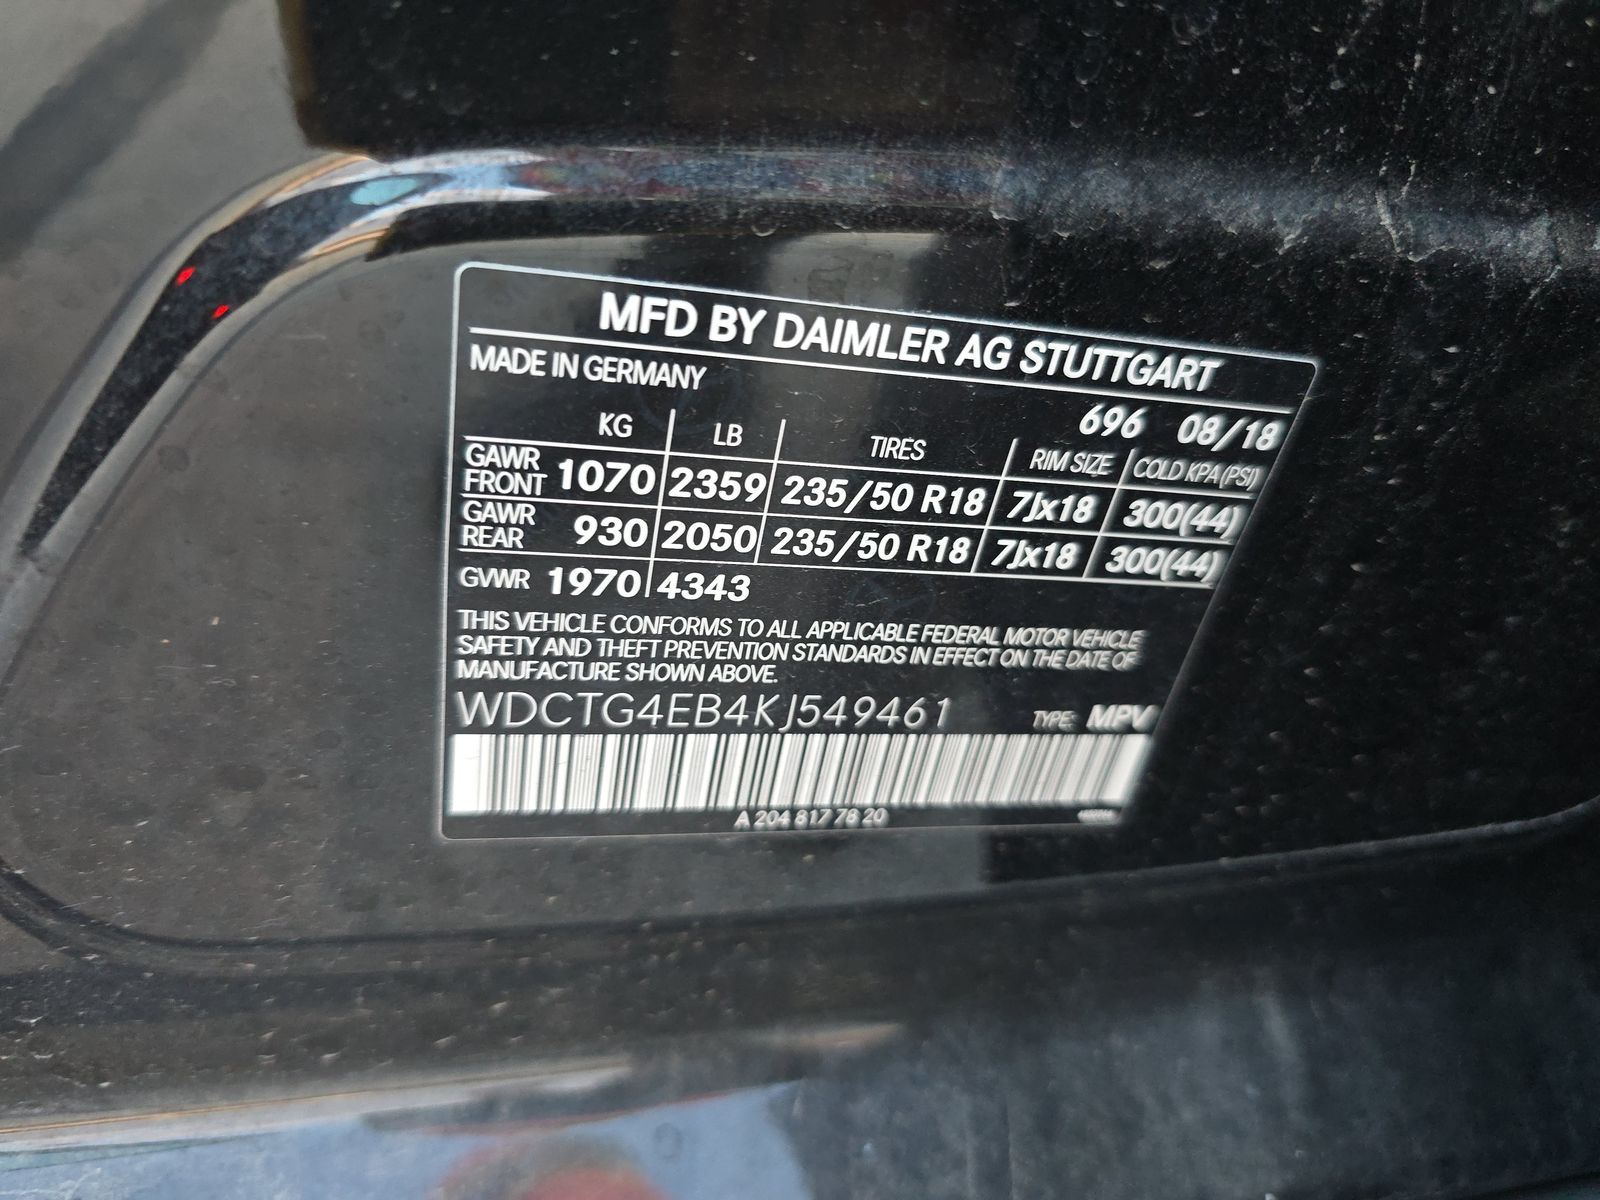 MFD BY DAIMLER AG STUTTGART
MADE IN GERMANY
696 08/18
KG LB TIRES RIM SIZE COLD KPA (PSI)
GAWR FRONT 1070 2359 235/50 R18 7Jx18 300(44)
GAWR REAR 930 2050 235/50 R18 7Jx18 300(44)
GVWR 1970 4343
THIS VEHICLE CONFORMS TO ALL APPLICABLE FEDERAL MOTOR VEHICLE
SAFETY AND THEFT PREVENTION STANDARDS IN EFFECT ON THE DATE OF
MANUFACTURE SHOWN ABOVE.
WDCTG4EB4KJ549461 TYPE: MPV
A 204 817 78 20